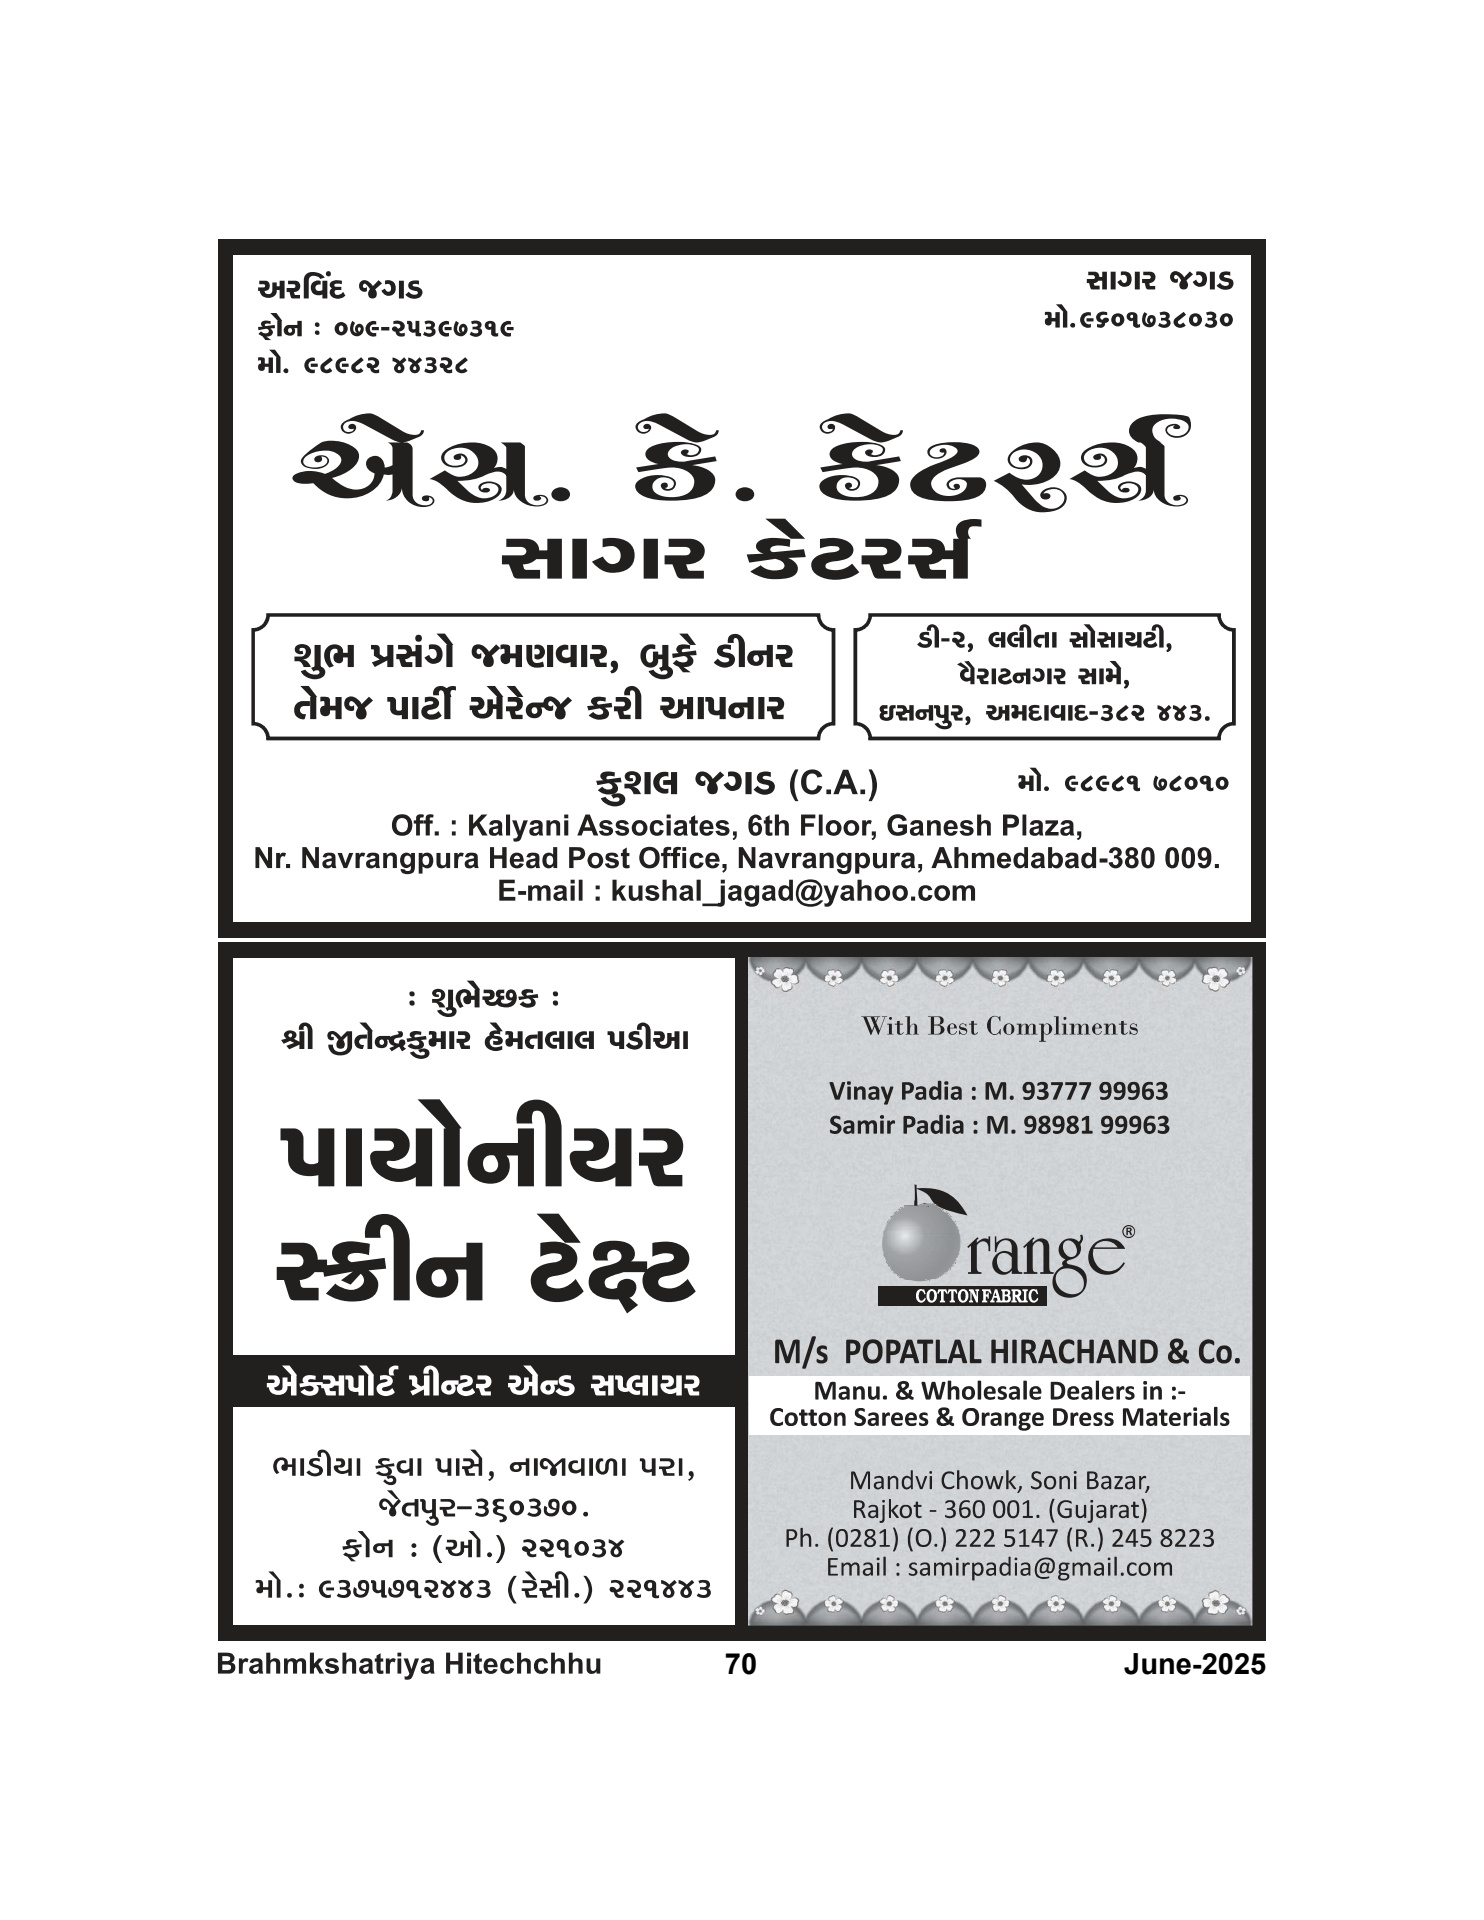 અરવિંદ જગડ
ફોન : ૦૭૯-૨૫૩૯૭૩૧૯
મો. ૯૮૯૮૨ ૪૪૩૨૮
સાગર જગડ
મો.૯૬૦૧૭૩૮૦૩૦
એસ. કે. કેટરર્સ
સાગર કેટરર્સ
શુભ પ્રસંગે જમણવાર, બુફે ડીનર
તેમજ પાર્ટી એરેન્જ કરી આપનાર
ડી-૨, લલીતા સોસાયટી,
વૈરાટનગર સામે,
ઇસનપુર, અમદાવાદ-૩૮૨ ૪૪૩.
કુશલ જગડ (C.A.)
મો. ૯૮૯૮૧ ૭૮૦૧૦
Off. : Kalyani Associates, 6th Floor, Ganesh Plaza,
Nr. Navrangpura Head Post Office, Navrangpura, Ahmedabad-380 009.
E-mail : kushal_jagad@yahoo.com
: શુભેચ્છક :
શ્રી જીતેન્દ્રકુમાર હેમતલાલ પડીઆ
પાયોનીયર
સ્ક્રીન ટેક્ષ્ટ
એક્સપોર્ટ પ્રીન્ટર એન્ડ સપ્લાયર
ભાડીયા કુવા પાસે, નાજાવાળા પરા,
જેતપુર–૩૬૦૩૭૦.
ફોન : (ઓ.) ૨૨૧૦૩૪
મો.: ૯૩૭૫૭૧૨૪૪૩ (રેસી.) ૨૨૧૪૪૩
With Best Compliments
Vinay Padia : M. 93777 99963
Samir Padia : M. 98981 99963
Orange®
COTTON FABRIC
M/s POPATLAL HIRACHAND & Co.
Manu. & Wholesale Dealers in :-
Cotton Sarees & Orange Dress Materials
Mandvi Chowk, Soni Bazar,
Rajkot - 360 001. (Gujarat)
Ph. (0281) (O.) 222 5147 (R.) 245 8223
Email : samirpadia@gmail.com
Brahmkshatriya Hitechchhu 70 June-2025